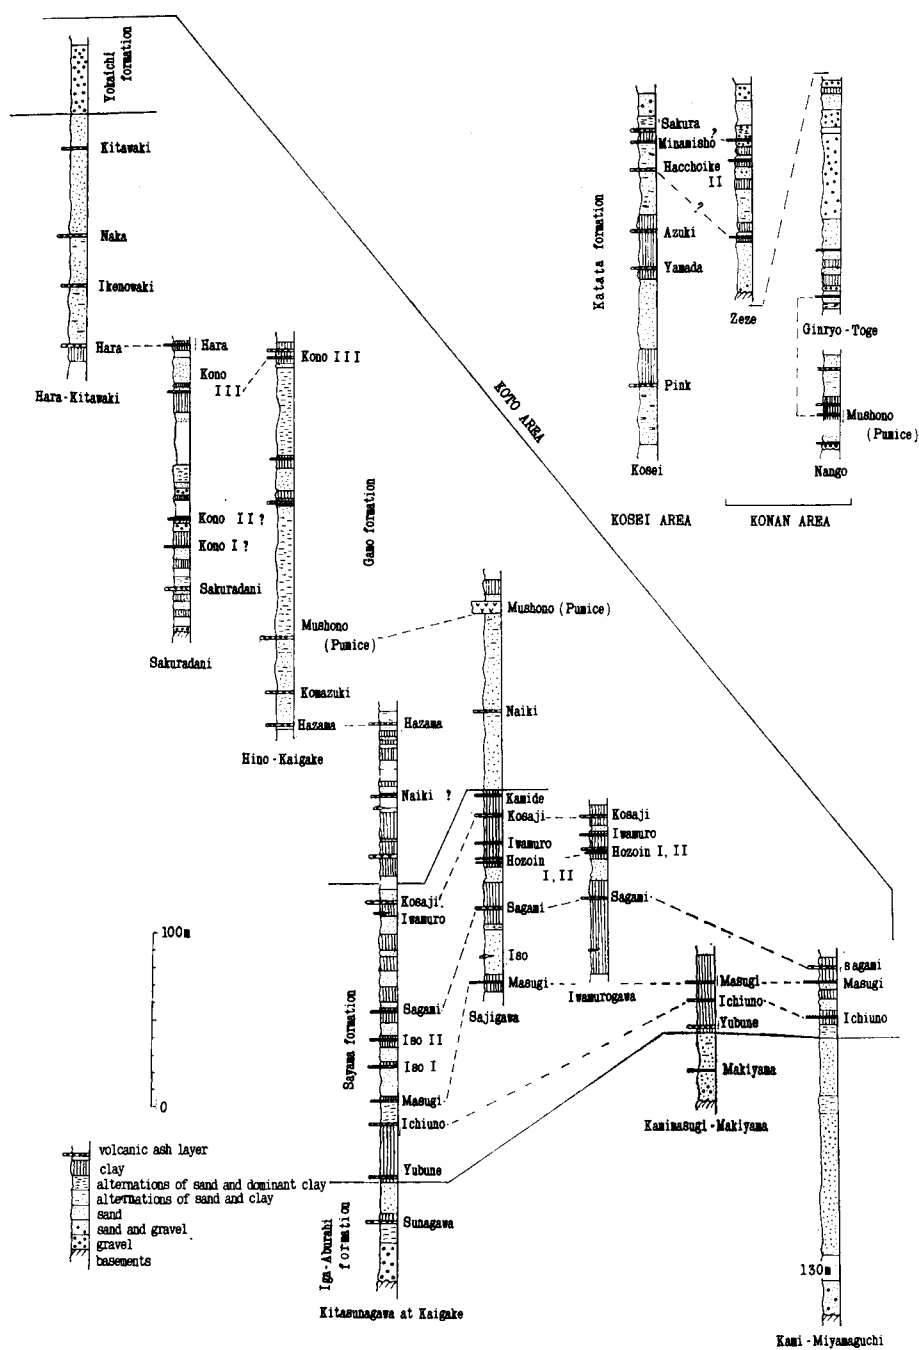 Yokaichi
formation
Kitawaki
Naka
Ikenowaki
Hara
Hara-Kitawaki
Hara
Kono
III
Kono II?
Kono I?
Sakuradani
Sakuradani
Kono III
Mushono
(Pumice)
Komazuki
Hazama
Hino-Kaigake
Gamo formation
KOTO AREA
Katata formation
Sakura
Minamisho
Hacchoike
II
Azuki
Yamada
Pink
Kosei
KOSEI AREA
?
?
Zeze
Ginryo-Toge
Mushono
(Pumice)
Nango
KONAN AREA
Mushono (Pumice)
Naiki
Kamide
Kosaji
Iwamuro
Hozoin
I, II
Sagami
Iso
Masugi
Sajigawa
Kosaji
Iwamuro
Hozoin I, II
Sagami
Iwamurogawa
Hazama
Naiki ?
Kosaji
Iwamuro
Sagami
Iso II
Iso I
Masugi
Ichiuno
Yubune
Sunagawa
Kitasunagawa at Kaigake
Sayama formation
Iga-Aburahi
formation
Masugi
Ichiuno
Yubune
Makiyama
Kamimasugi-Makiyama
sagami
Masugi
Ichiuno
130m
Kami-Miyamaguchi
100m
0
volcanic ash layer
clay
alternations of sand and dominant clay
alternations of sand and clay
sand
sand and gravel
gravel
basements